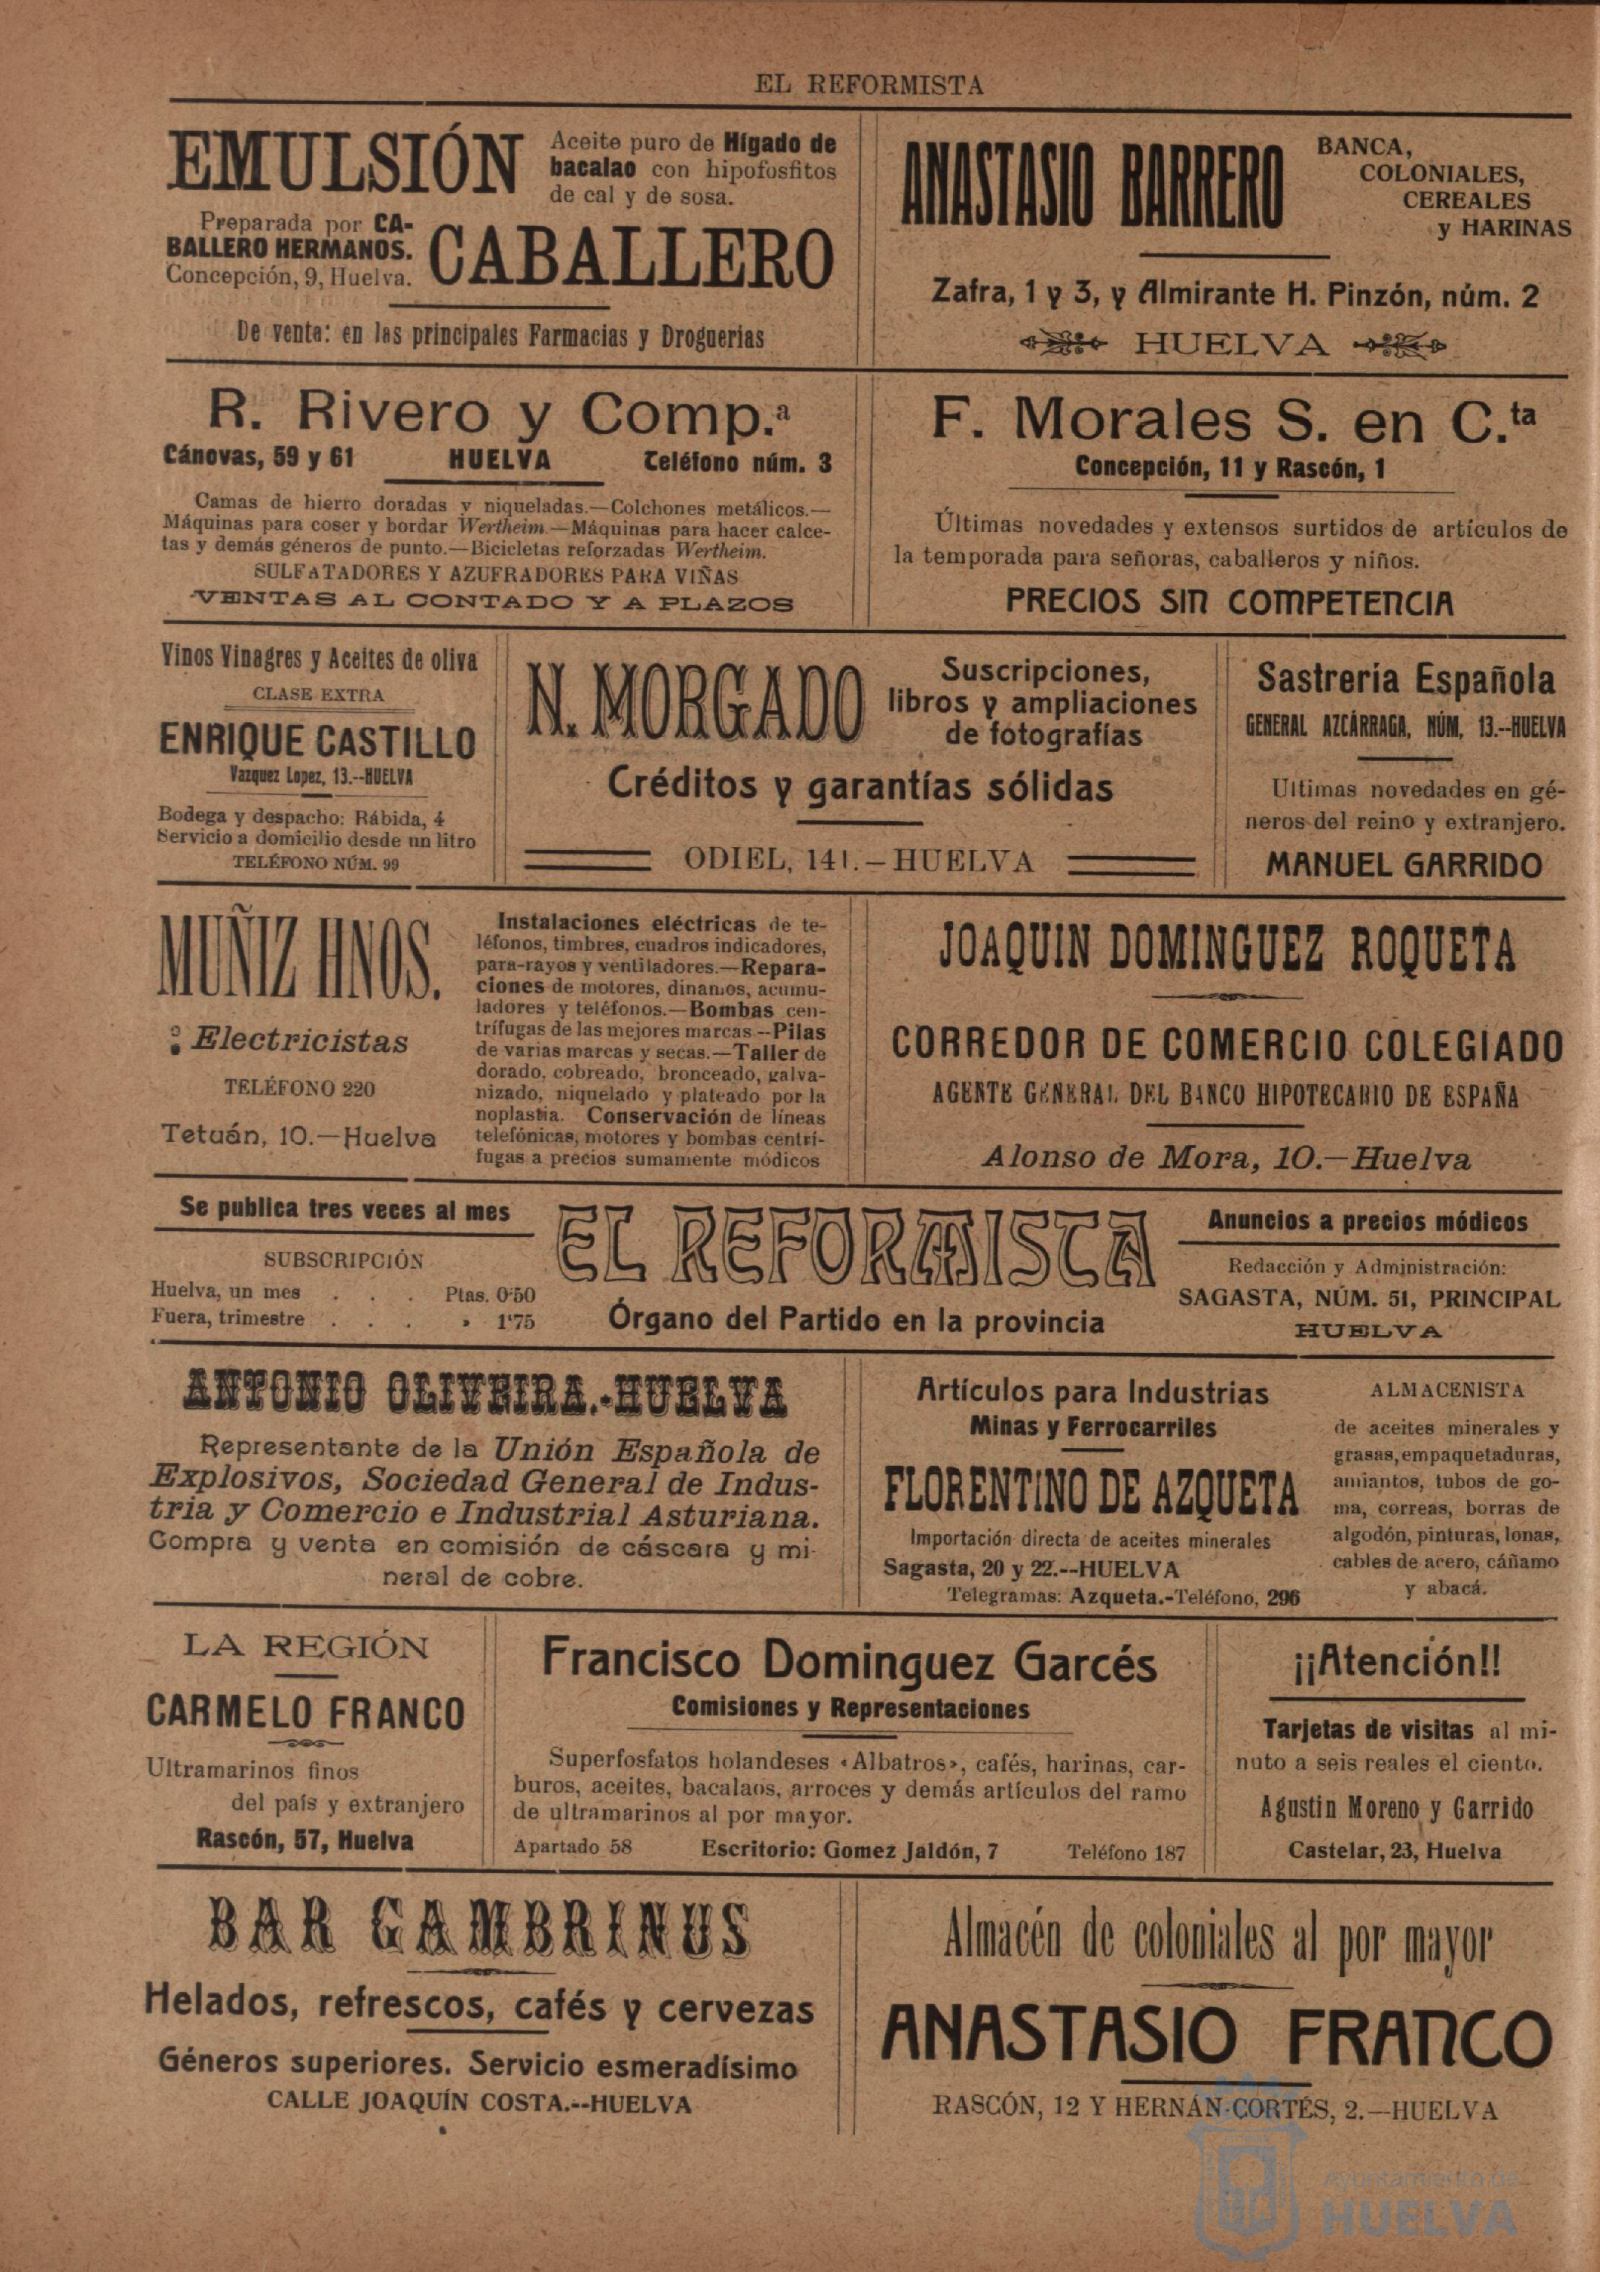 EL REFORMISTA
EMULSIÓN
Aceite puro de Hígado de
bacalao con hipofosfitos
de cal y de sosa.
Preparada por CA-
BALLERO HERMANOS.
Concepción, 9, Huelva.
CABALLERO
De venta: en las principales Farmacias y Droguerias
ANASTASIO BARRERO
BANCA,
COLONIALES,
CEREALES
y HARINAS
Zafra, 1 y 3, y Almirante H. Pinzón, núm. 2
HUELVA
R. Rivero y Comp.ª
Cánovas, 59 y 61 HUELVA Teléfono núm. 3
Camas de hierro doradas y niqueladas.—Colchones metálicos.—
Máquinas para coser y bordar Wertheim.—Máquinas para hacer calce-
tas y demás géneros de punto.—Bicicletas reforzadas Wertheim.
SULFATADORES Y AZUFRADORES PARA VIÑAS
VENTAS AL CONTADO Y A PLAZOS
F. Morales S. en C.ta
Concepción, 11 y Rascón, 1
Últimas novedades y extensos surtidos de artículos de
la temporada para señoras, caballeros y niños.
PRECIOS SIN COMPETENCIA
Vinos Vinagres y Aceites de oliva
CLASE EXTRA
ENRIQUE CASTILLO
Vazquez Lopez, 13.--HUELVA
Bodega y despacho: Rábida, 4
Servicio a domicilio desde un litro
TELÉFONO NÚM. 99
N. MORGADO
Suscripciones,
libros y ampliaciones
de fotografías
Créditos y garantías sólidas
ODIEL, 141.—HUELVA
Sastrería Española
GENERAL AZCÁRRAGA, NÚM, 13.--HUELVA
Ultimas novedades en gé-
neros del reino y extranjero.
MANUEL GARRIDO
MUÑIZ HNOS.
Electricistas
TELÉFONO 220
Tetuán, 10.—Huelva
Instalaciones eléctricas de te-
léfonos, timbres, cuadros indicadores,
para-rayos y ventiladores.—Repara-
ciones de motores, dinamos, acumu-
ladores y teléfonos.—Bombas cen-
trífugas de las mejores marcas.—Pilas
de varias marcas y secas.—Taller de
dorado, cobreado, bronceado, galva-
nizado, niquelado y plateado por la
noplastia. Conservación de líneas
telefónicas, motores y bombas centrí-
fugas a precios sumamente módicos
JOAQUIN DOMINGUEZ ROQUETA
CORREDOR DE COMERCIO COLEGIADO
AGENTE GENERAL DEL BANCO HIPOTECARIO DE ESPAÑA
Alonso de Mora, 10.—Huelva
Se publica tres veces al mes
SUBSCRIPCIÓN
Huelva, un mes . . . Ptas. 0'50
Fuera, trimestre . . . » 1'75
EL REFORMISTA
Órgano del Partido en la provincia
Anuncios a precios módicos
Redacción y Administración:
SAGASTA, NÚM. 51, PRINCIPAL
HUELVA
ANTONIO OLIVEIRA.-HUELVA
Representante de la Unión Española de
Explosivos, Sociedad General de Indus-
tria y Comercio e Industrial Asturiana.
Compra y venta en comisión de cáscara y mi-
neral de cobre.
Artículos para Industrias
Minas y Ferrocarriles
FLORENTINO DE AZQUETA
Importación directa de aceites minerales
Sagasta, 20 y 22.--HUELVA
Telegramas: Azqueta.-Teléfono, 296
ALMACENISTA
de aceites minerales y
grasas, empaquetaduras,
amiantos, tubos de go-
ma, correas, borras de
algodón, pinturas, lonas,
cables de acero, cáñamo
y abacá.
LA REGIÓN
CARMELO FRANCO
Ultramarinos finos
del país y extranjero
Rascón, 57, Huelva
Francisco Dominguez Garcés
Comisiones y Representaciones
Superfosfatos holandeses «Albatros», cafés, harinas, car-
buros, aceites, bacalaos, arroces y demás artículos del ramo
de ultramarinos al por mayor.
Apartado 58 Escritorio: Gomez Jaldón, 7 Teléfono 187
¡¡Atención!!
Tarjetas de visitas al mi-
nuto a seis reales el ciento.
Agustin Moreno y Garrido
Castelar, 23, Huelva
BAR GAMBRINUS
Helados, refrescos, cafés y cervezas
Géneros superiores. Servicio esmeradísimo
CALLE JOAQUÍN COSTA.--HUELVA
Almacén de coloniales al por mayor
ANASTASIO FRANCO
RASCÓN, 12 Y HERNÁN-CORTÉS, 2.—HUELVA
Ayuntamiento de
HUELVA